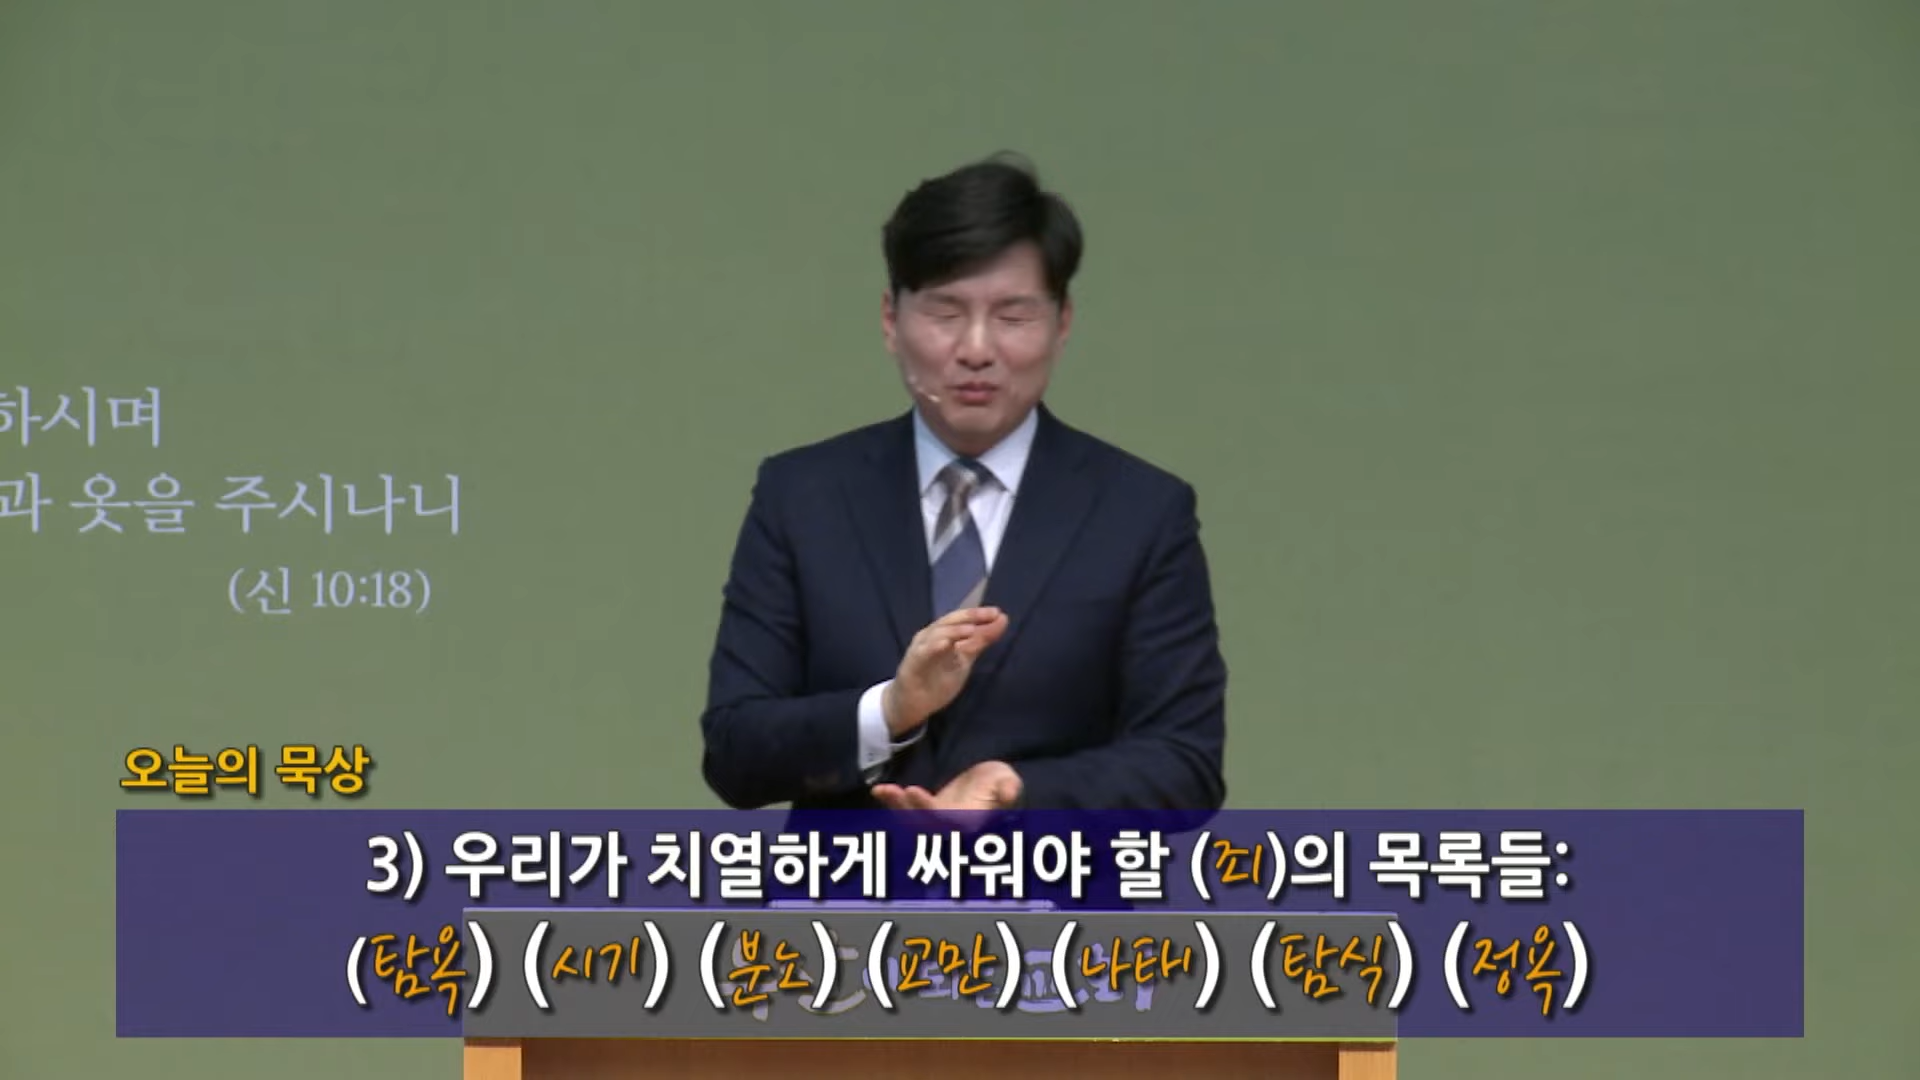 하시며
과 옷을 주시나니
(신 10:18)
오늘의 묵상
3) 우리가 치열하게 싸워야 할 (죄)의 목록들:
(탐욕) (시기) (분노) (교만) (나태) (탐식) (정욕)